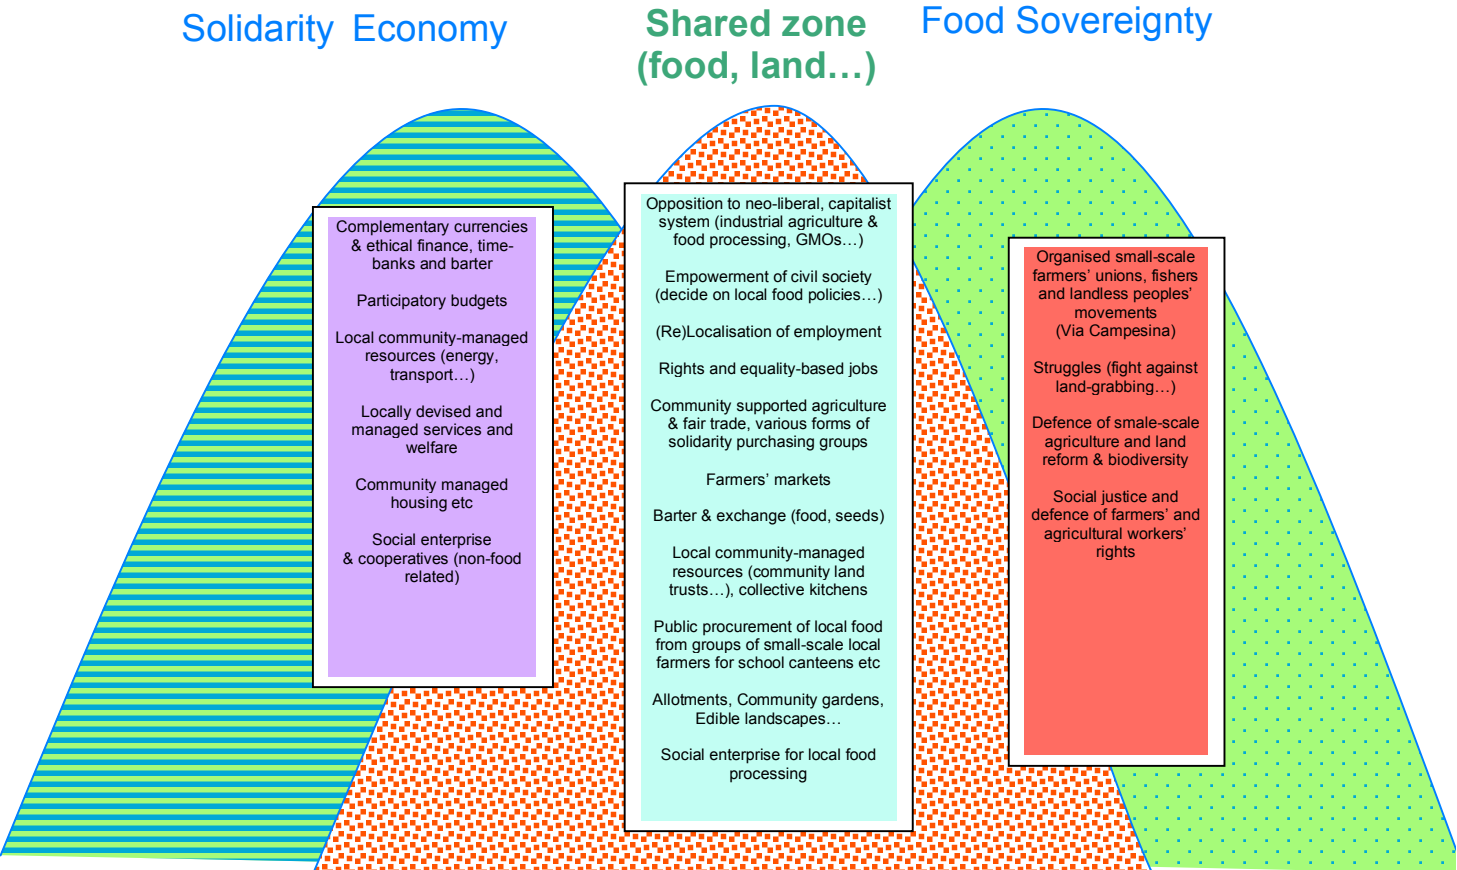 Solidarity Economy
Shared zone
(food, land…)
Food Sovereignty
Complementary currencies
& ethical finance, time-
banks and barter
Participatory budgets
Local community-managed
resources (energy,
transport…)
Locally devised and
managed services and
welfare
Community managed
housing etc
Social enterprise
& cooperatives (non-food
related)
Opposition to neo-liberal, capitalist
system (industrial agriculture &
food processing, GMOs…)
Empowerment of civil society
(decide on local food policies…)
(Re)Localisation of employment
Rights and equality-based jobs
Community supported agriculture
& fair trade, various forms of
solidarity purchasing groups
Farmers’ markets
Barter & exchange (food, seeds)
Local community-managed
resources (community land
trusts…), collective kitchens
Public procurement of local food
from groups of small-scale local
farmers for school canteens etc
Allotments, Community gardens,
Edible landscapes…
Social enterprise for local food
processing
Organised small-scale
farmers’ unions, fishers
and landless peoples’
movements
(Via Campesina)
Struggles (fight against
land-grabbing…)
Defence of smale-scale
agriculture and land
reform & biodiversity
Social justice and
defence of farmers’ and
agricultural workers’
rights